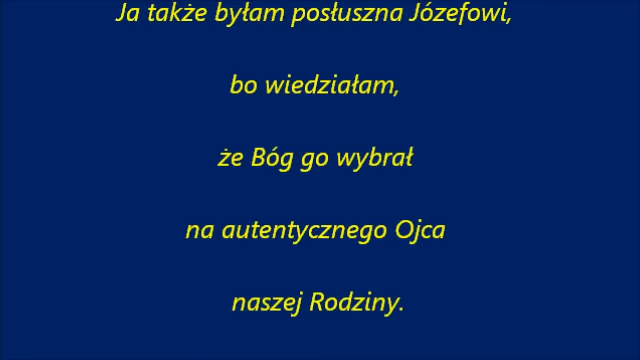 Ja także byłam posłuszna Józefowi,
bo wiedziałam,
że Bóg go wybrał
na autentycznego Ojca
naszej Rodziny.